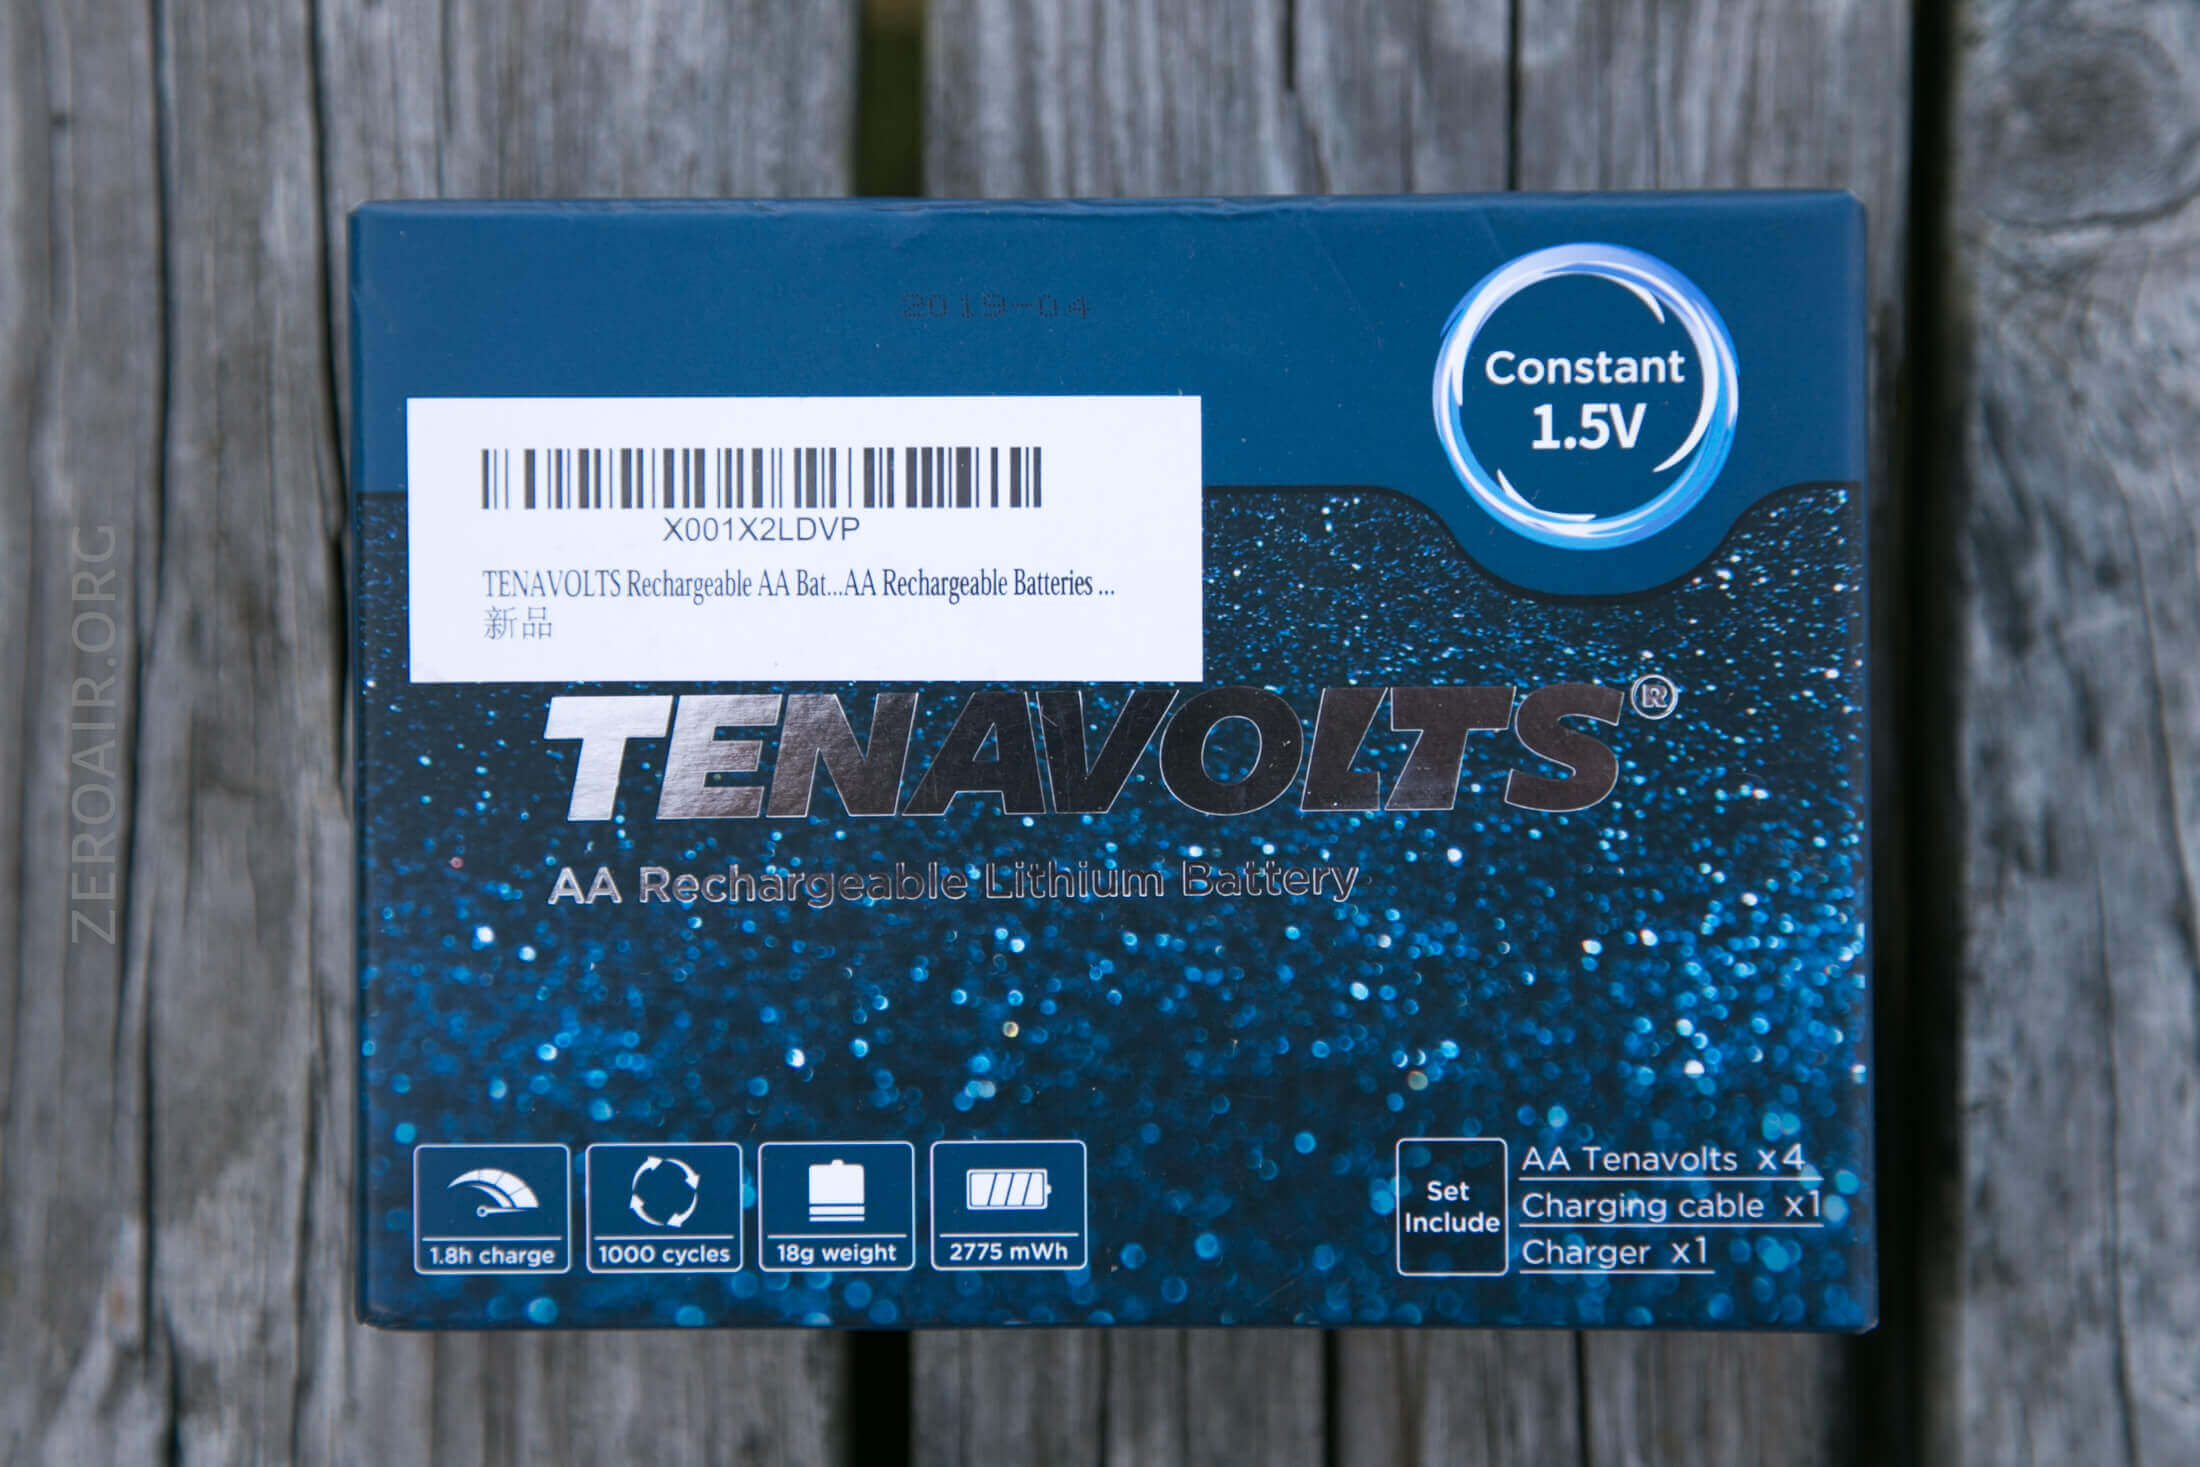 2019-04
Constant
1.5V
X001X2LDVP
TENAVOLTS Rechargeable AA Bat...AA Rechargeable Batteries ...
新品
TENAVOLTS®
AA Rechargeable Lithium Battery
1.8h charge
1000 cycles
18g weight
2775 mWh
Set
Include
AA Tenavolts x4
Charging cable x1
Charger x1
ZEROAIR.ORG